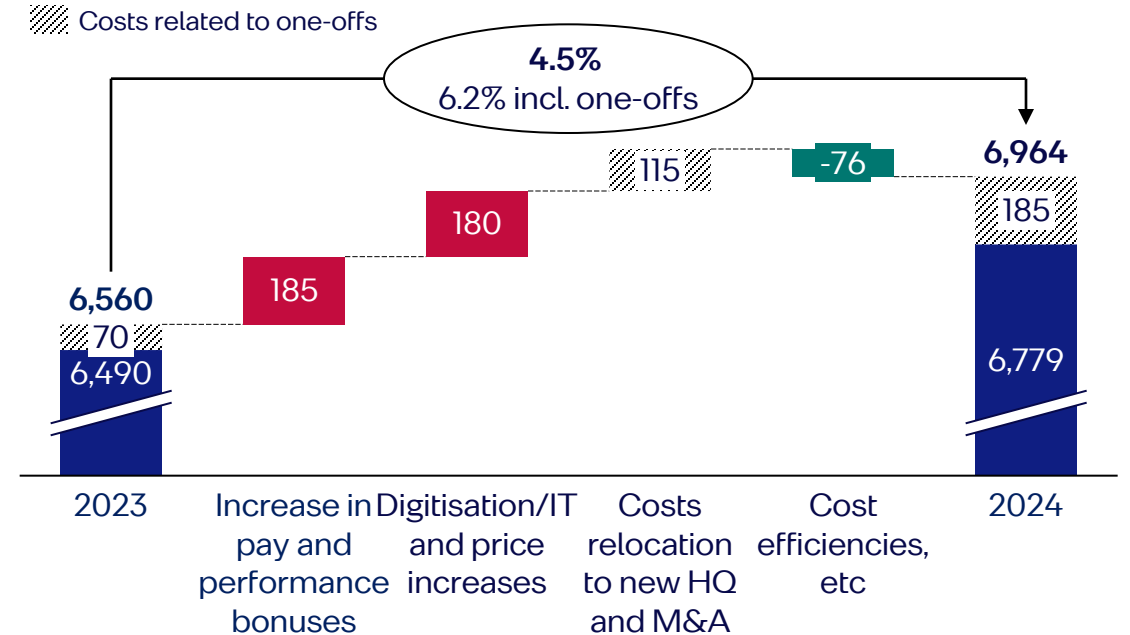 Costs related to one-offs
4.5%
6.2% incl. one-offs
6,560
70
6,490
185
180
115
-76
6,964
185
6,779
2023
Increase in
pay and
performance
bonuses
Digitisation/IT
and price
increases
Costs
relocation
to new HQ
and M&A
Cost
efficiencies,
etc
2024